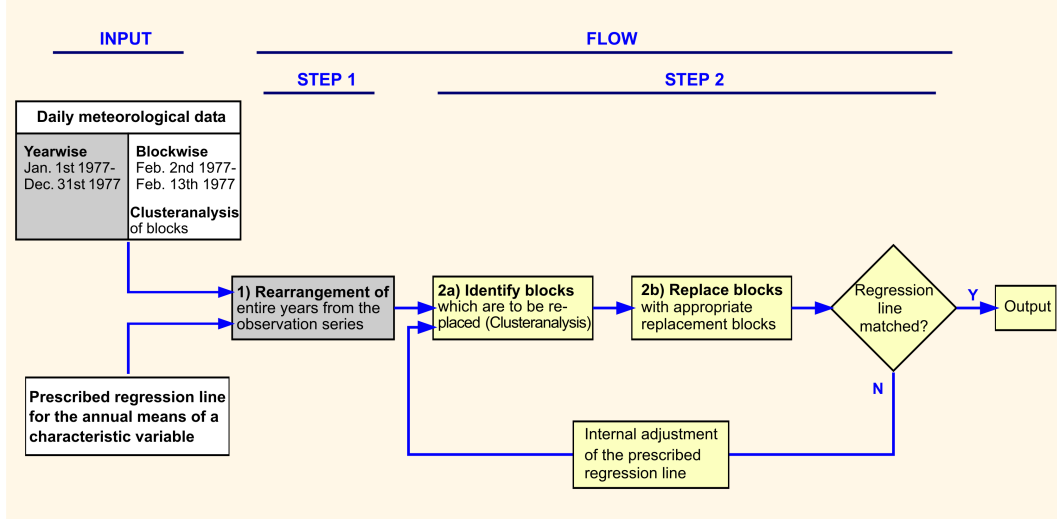 INPUT
FLOW
STEP 1
STEP 2
Daily meteorological data
Yearwise
Jan. 1st 1977-
Dec. 31st 1977
Blockwise
Feb. 2nd 1977-
Feb. 13th 1977
Clusteranalysis
of blocks
1) Rearrangement of
entire years from the
observation series
2a) Identify blocks
which are to be re-
placed (Clusteranalysis)
2b) Replace blocks
with appropriate
replacement blocks
Regression
line
matched?
Y
Output
N
Prescribed regression line
for the annual means of a
characteristic variable
Internal adjustment
of the prescribed
regression line